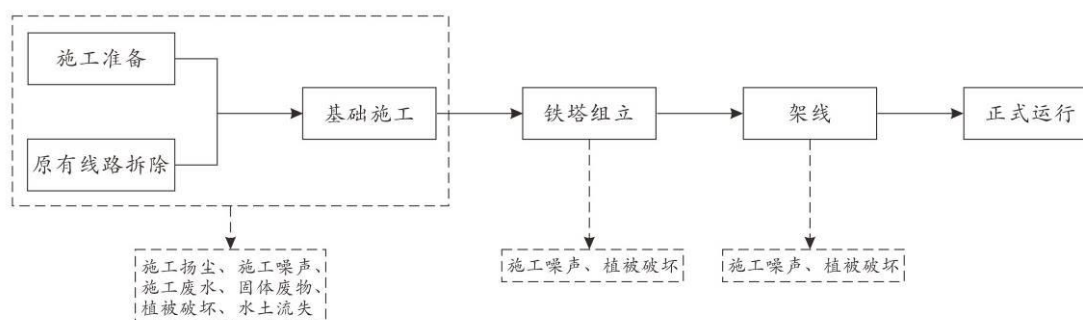 施工准备
原有线路拆除
基础施工
铁塔组立
架线
正式运行
施工扬尘、施工噪声、
施工废水、固体废物、
植被破坏、水土流失
施工噪声、植被破坏
施工噪声、植被破坏